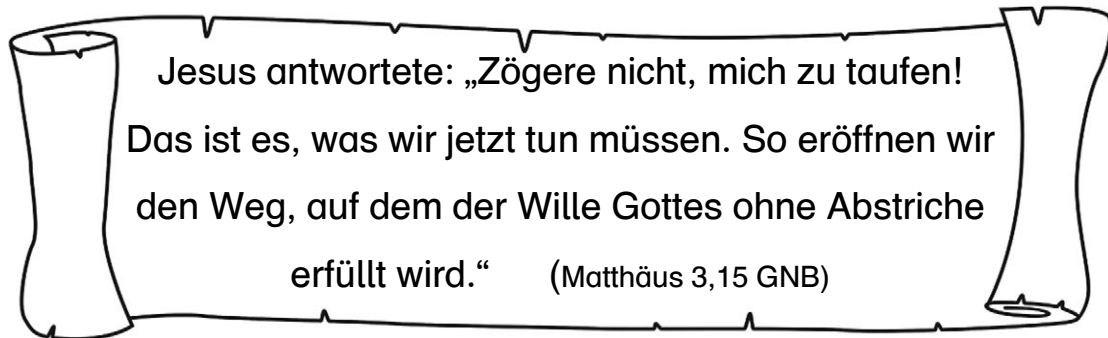 Jesus antwortete: „Zögere nicht, mich zu taufen!
Das ist es, was wir jetzt tun müssen. So eröffnen wir
den Weg, auf dem der Wille Gottes ohne Abstriche
erfüllt wird.“ (Matthäus 3,15 GNB)